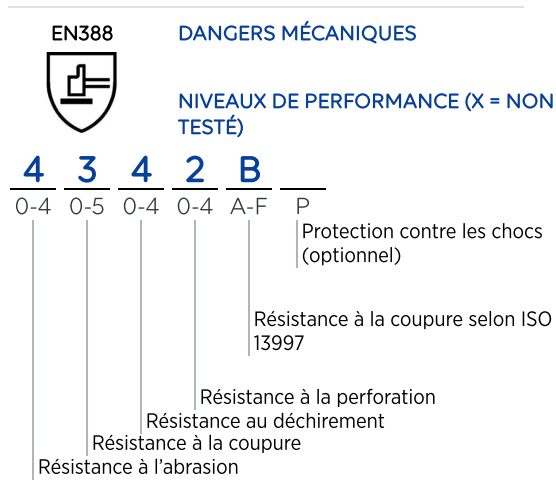 EN388
DANGERS MÉCANIQUES
NIVEAUX DE PERFORMANCE (X = NON
TESTÉ)
4 3 4 2 B
0-4 0-5 0-4 0-4 A-F P
Protection contre les chocs
(optionnel)
Résistance à la coupure selon ISO
13997
Résistance à la perforation
Résistance au déchirement
Résistance à la coupure
Résistance à l’abrasion